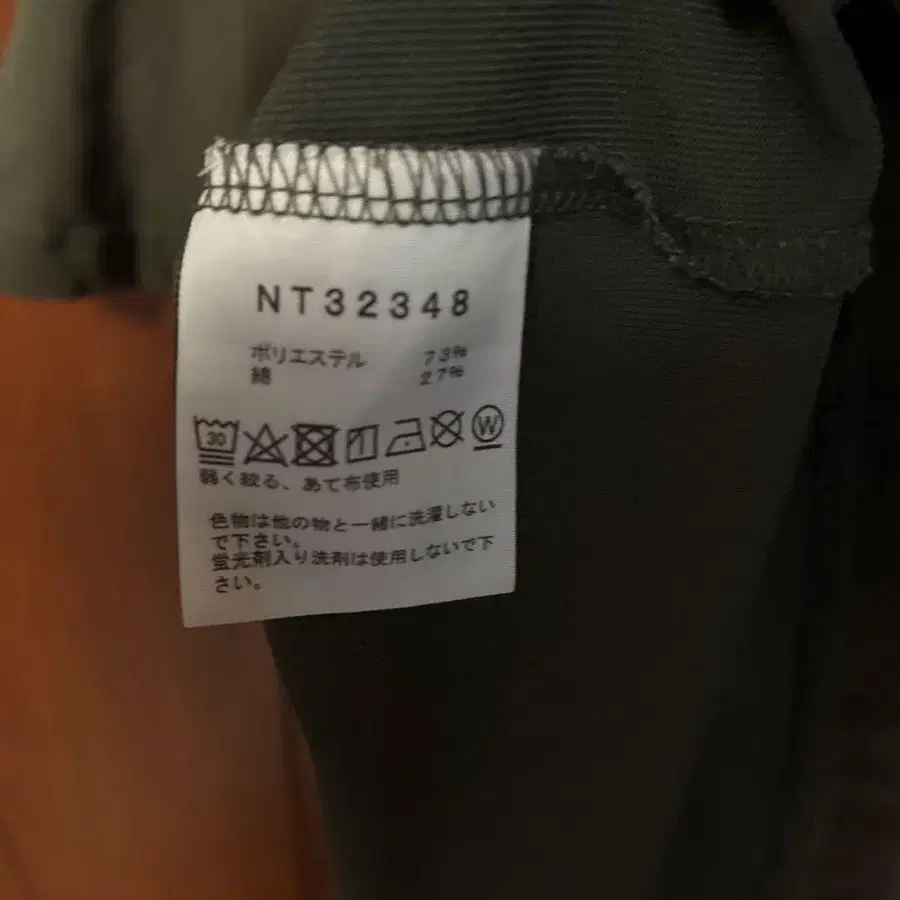 NT32348
ポリエステル 73%
綿 27%
30 W
弱く絞る、あて布使用
色物は他の物と一緒に洗濯しない
で下さい。
蛍光剤入り洗剤は使用しないで下
さい。